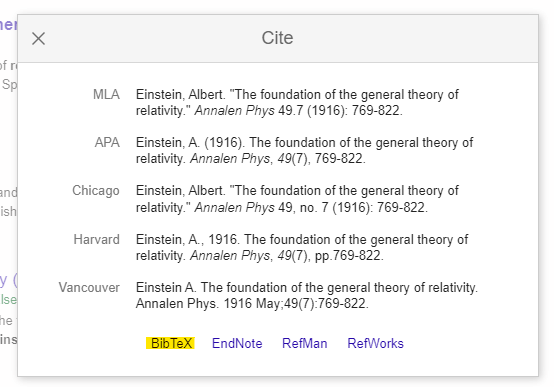 Cite
MLA
Einstein, Albert. "The foundation of the general theory of
relativity." Annalen Phys 49.7 (1916): 769-822.
APA
Einstein, A. (1916). The foundation of the general theory of
relativity. Annalen Phys, 49(7), 769-822.
Chicago
Einstein, Albert. "The foundation of the general theory of
relativity." Annalen Phys 49, no. 7 (1916): 769-822.
Harvard
Einstein, A., 1916. The foundation of the general theory of
relativity. Annalen Phys, 49(7), pp.769-822.
Vancouver
Einstein A. The foundation of the general theory of relativity.
Annalen Phys. 1916 May;49(7):769-822.
BibTeX EndNote RefMan RefWorks